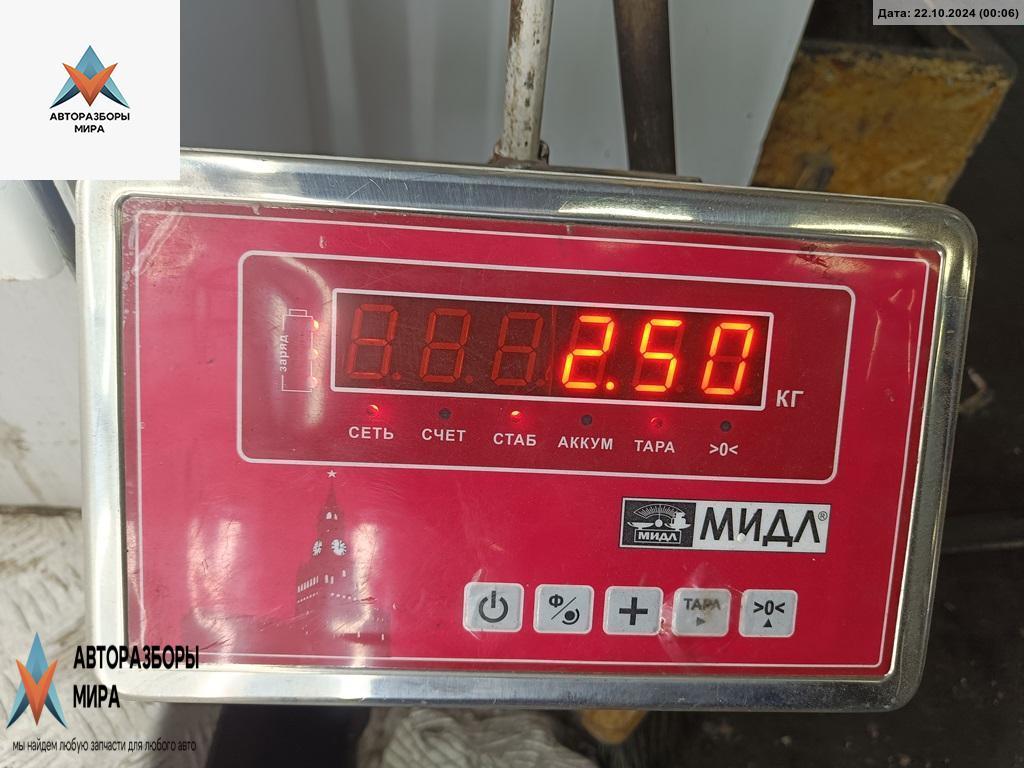 Дата: 22.10.2024 (00:06)
АВТОРАЗБОРЫ
МИРА
заряд
2.50
КГ
СЕТЬ СЧЕТ СТАБ АККУМ ТАРА >0<
МИДЛ МИДЛ®
Ф ТАРА >0<
АВТОРАЗБОРЫ
МИРА
мы найдем любую запчасти для любого авто